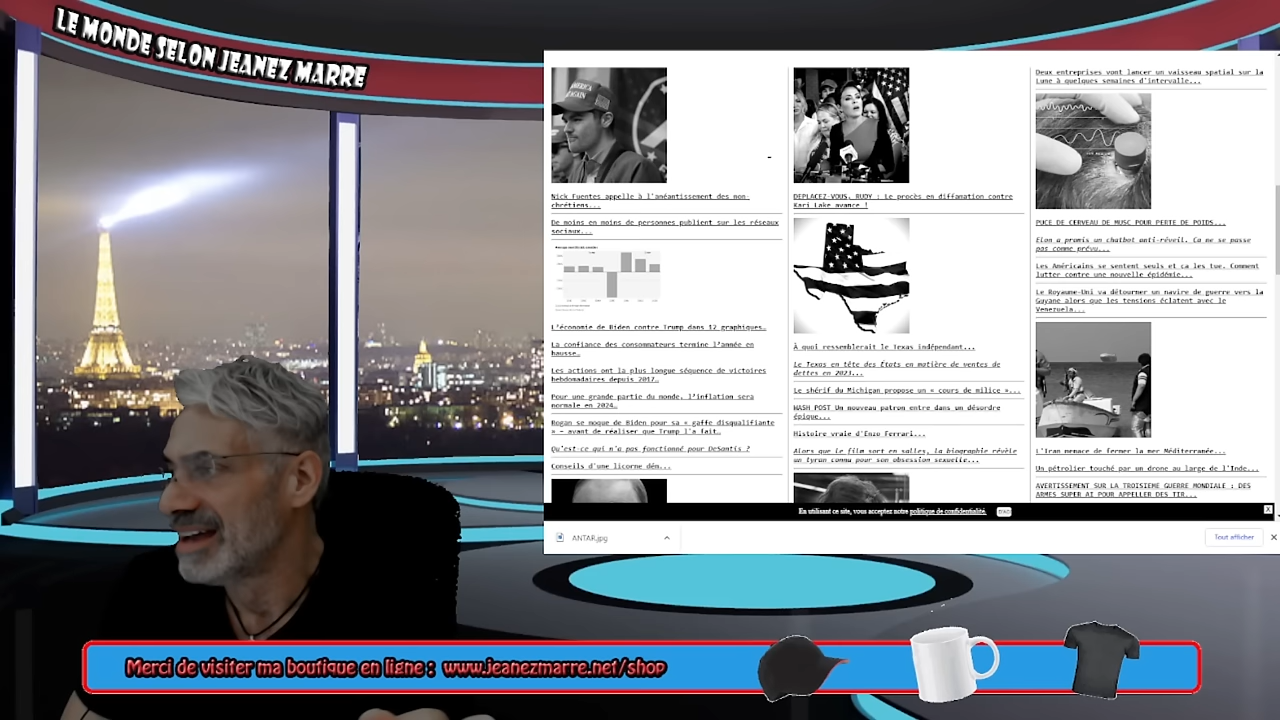 LE MONDE SELON JEANEZ MARRE
Nick Fuentes appelle à l'anéantissement des non-
chrétiens...
De moins en moins de personnes publient sur les réseaux
sociaux...
L'économie de Biden contre Trump dans 12 graphiques…
La confiance des consommateurs termine l'année en
hausse…
Les actions ont la plus longue séquence de victoires
hebdomadaires depuis 2017…
Pour une grande partie du monde, l'inflation sera
normale en 2024…
Rogan se moque de Biden pour sa « gaffe disqualifiante
» – avant de réaliser que Trump l'a fait…
Qu'est-ce qui n'a pas fonctionné pour DeSantis ?
Conseils d'une licorne dém...
DEPLACEZ-VOUS, RUDY : Le procès en diffamation contre
Kari Lake avance !
À quoi ressemblerait le Texas indépendant...
Le Texas en tête des États en matière de ventes de
dettes en 2023...
Le shérif du Michigan propose un « cours de milice »...
WASH POST Un nouveau patron entre dans un désordre
épique...
Histoire vraie d'Enzo Ferrari...
Alors que le film sort en salles, la biographie révèle
un tyran connu pour son obsession sexuelle...
Deux entreprises vont lancer un vaisseau spatial sur la
Lune à quelques semaines d'intervalle...
PUCE DE CERVEAU DE MUSC POUR PERTE DE POIDS...
Elon a promis un chatbot anti-réveil. Ça ne se passe
pas comme prévu...
Les Américains se sentent seuls et ça les tue. Comment
lutter contre une nouvelle épidémie...
Le Royaume-Uni va détourner un navire de guerre vers la
Guyane alors que les tensions éclatent avec le
Venezuela...
L'Iran menace de fermer la mer Méditerranée...
Un pétrolier touché par un drone au large de l'Inde...
AVERTISSEMENT SUR LA TROISIEME GUERRE MONDIALE : DES
ARMES SUPER AI POUR APPELLER DES TIR...
En utilisant ce site, vous acceptez notre politique de confidentialité.
X
ANTAR.jpg
Tout afficher
Merci de visiter ma boutique en ligne : www.jeanezmarre.net/shop